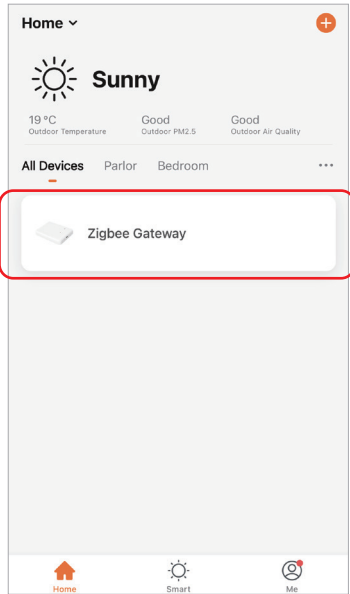 Home
Sunny
19 °C Good Good
Outdoor Temperature Outdoor PM2.5 Outdoor Air Quality
All Devices Parlor Bedroom ...
Zigbee Gateway
Home Smart Me